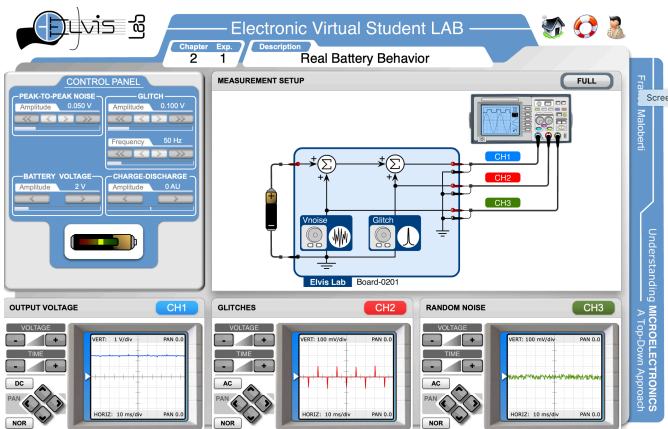 Elvis Lab
Electronic Virtual Student LAB
Chapter Exp. Description
2 1 Real Battery Behavior
CONTROL PANEL
PEAK-TO-PEAK NOISE
Amplitude 0.050 V
GLITCH
Amplitude 0.100 V
Frequency 50 Hz
BATTERY VOLTAGE
Amplitude 2 V
CHARGE-DISCHARGE
Amplitude 0 AU
MEASUREMENT SETUP
FULL
CH1
CH2
CH3
Σ
Σ
+
+
+
+
+
Vnoise
Glitch
Elvis Lab Board-0201
Scree
Maloberti
Understanding MICROELECTRONICS
A Top-Down Approach
OUTPUT VOLTAGE CH1
VOLTAGE
- +
TIME
- +
DC
PAN
NOR
VERT: 1 V/div PAN 0.0
HORIZ: 10 ms/div PAN 0.0
GLITCHES CH2
VOLTAGE
- +
TIME
- +
AC
PAN
NOR
VERT: 100 mV/div PAN 0.0
HORIZ: 10 ms/div PAN 0.0
RANDOM NOISE CH3
VOLTAGE
- +
TIME
- +
AC
PAN
NOR
VERT: 100 mV/div PAN 0.0
HORIZ: 10 ms/div PAN 0.0